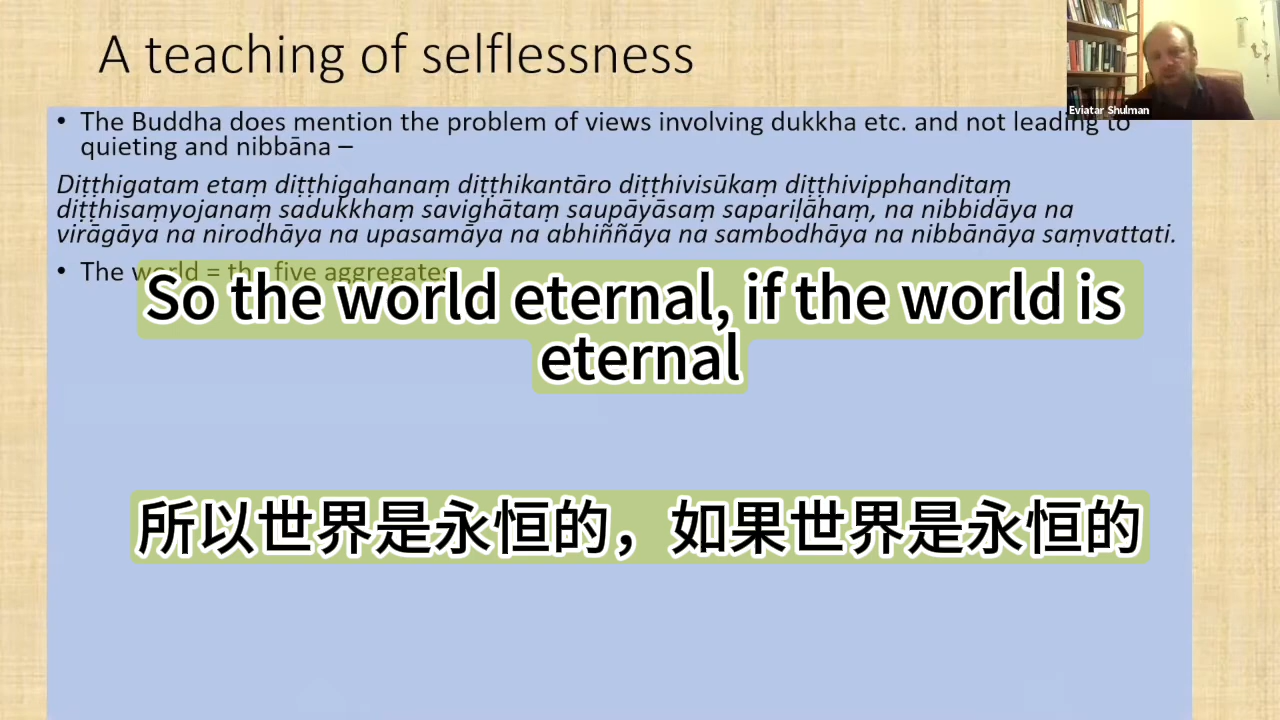 A teaching of selflessness
Eviatar Shulman
• The Buddha does mention the problem of views involving dukkha etc. and not leading to
quieting and nibbāna –
Diṭṭhigatam etaṃ diṭṭhigahanaṃ diṭṭhikantāro diṭṭhivisūkaṃ diṭṭhivipphanditaṃ
diṭṭhisaṃyojanaṃ sadukkhaṃ savighātaṃ saupāyāsaṃ sapariḷāhaṃ, na nibbidāya na
virāgāya na nirodhāya na upasamāya na abhiññāya na sambodhāya na nibbānāya saṃvattati.
• The world = the five aggregates
So the world eternal, if the world is
eternal
所以世界是永恒的，如果世界是永恒的